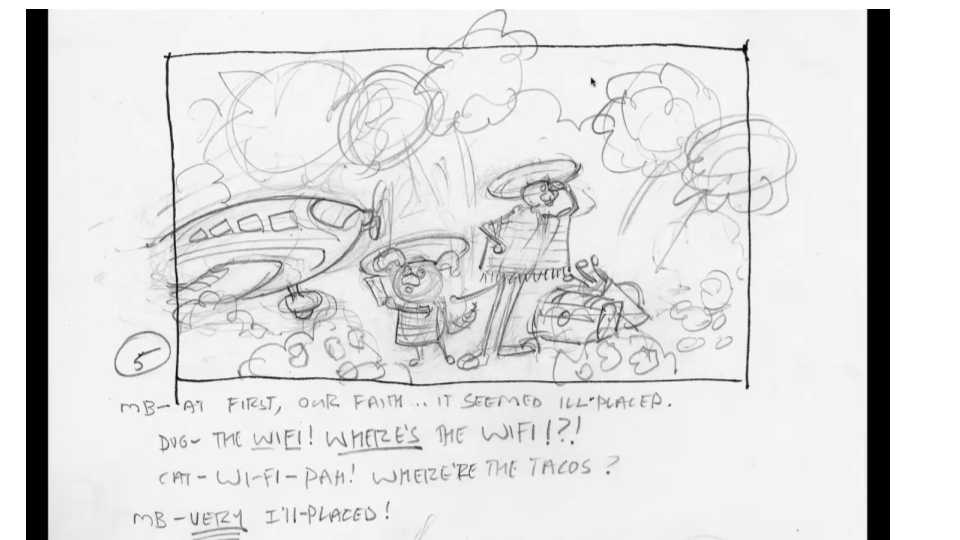 5
MB- AT FIRST, OUR FAITH .. IT SEEMED ILL-PLACED.
DUG- THE WIFI! WHERE'S THE WIFI!?!
CAT- WI-FI-PAH! WHERE'RE THE TACOS?
MB-VERY I'll-PLACED!